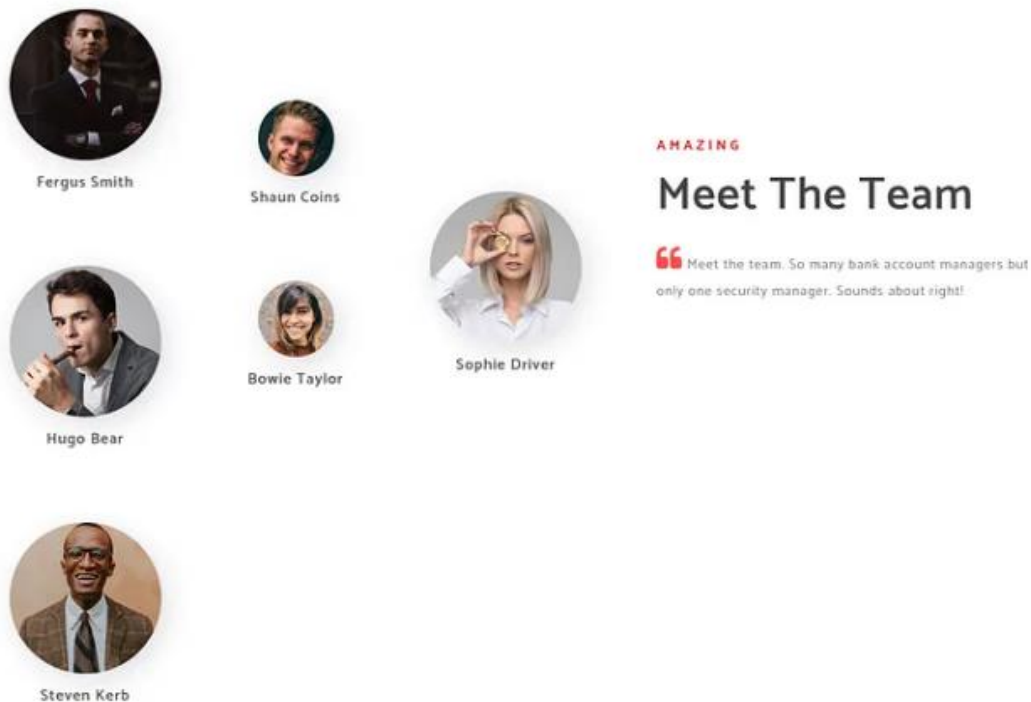 Fergus Smith
Shaun Coins
Sophie Driver
Hugo Bear
Bowie Taylor
Steven Kerb
AMAZING
Meet The Team
❝ Meet the team. So many bank account managers but
only one security manager. Sounds about right!